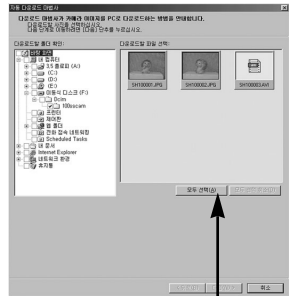 자동 다운로드 마법사
다운로드 마법사가 카메라 이미지를 PC로 다운로드하는 방법을 안내합니다.
다운로드할 사진을 선택하십시오.
다음 단계로 이동하려면 [다음] 단추를 누르십시오.
다운로드할 폴더 확인:
다운로드할 파일 선택:
바탕 화면
내 컴퓨터
3.5 플로피 (A:)
(C:)
(D:)
(E:)
이동식 디스크 (F:)
Dcim
100sscam
프린터
제어판
웹 폴더
전화 접속 네트워킹
Scheduled Tasks
내 문서
Internet Explorer
네트워크 환경
휴지통
SH100001.JPG
SH100002.JPG
SH100003.AVI
모두 선택(A)
취소